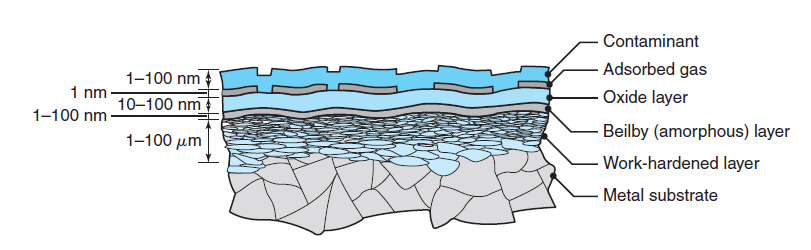 1–100 nm
1 nm
10–100 nm
1–100 nm
1–100 μm
Contaminant
Adsorbed gas
Oxide layer
Beilby (amorphous) layer
Work-hardened layer
Metal substrate